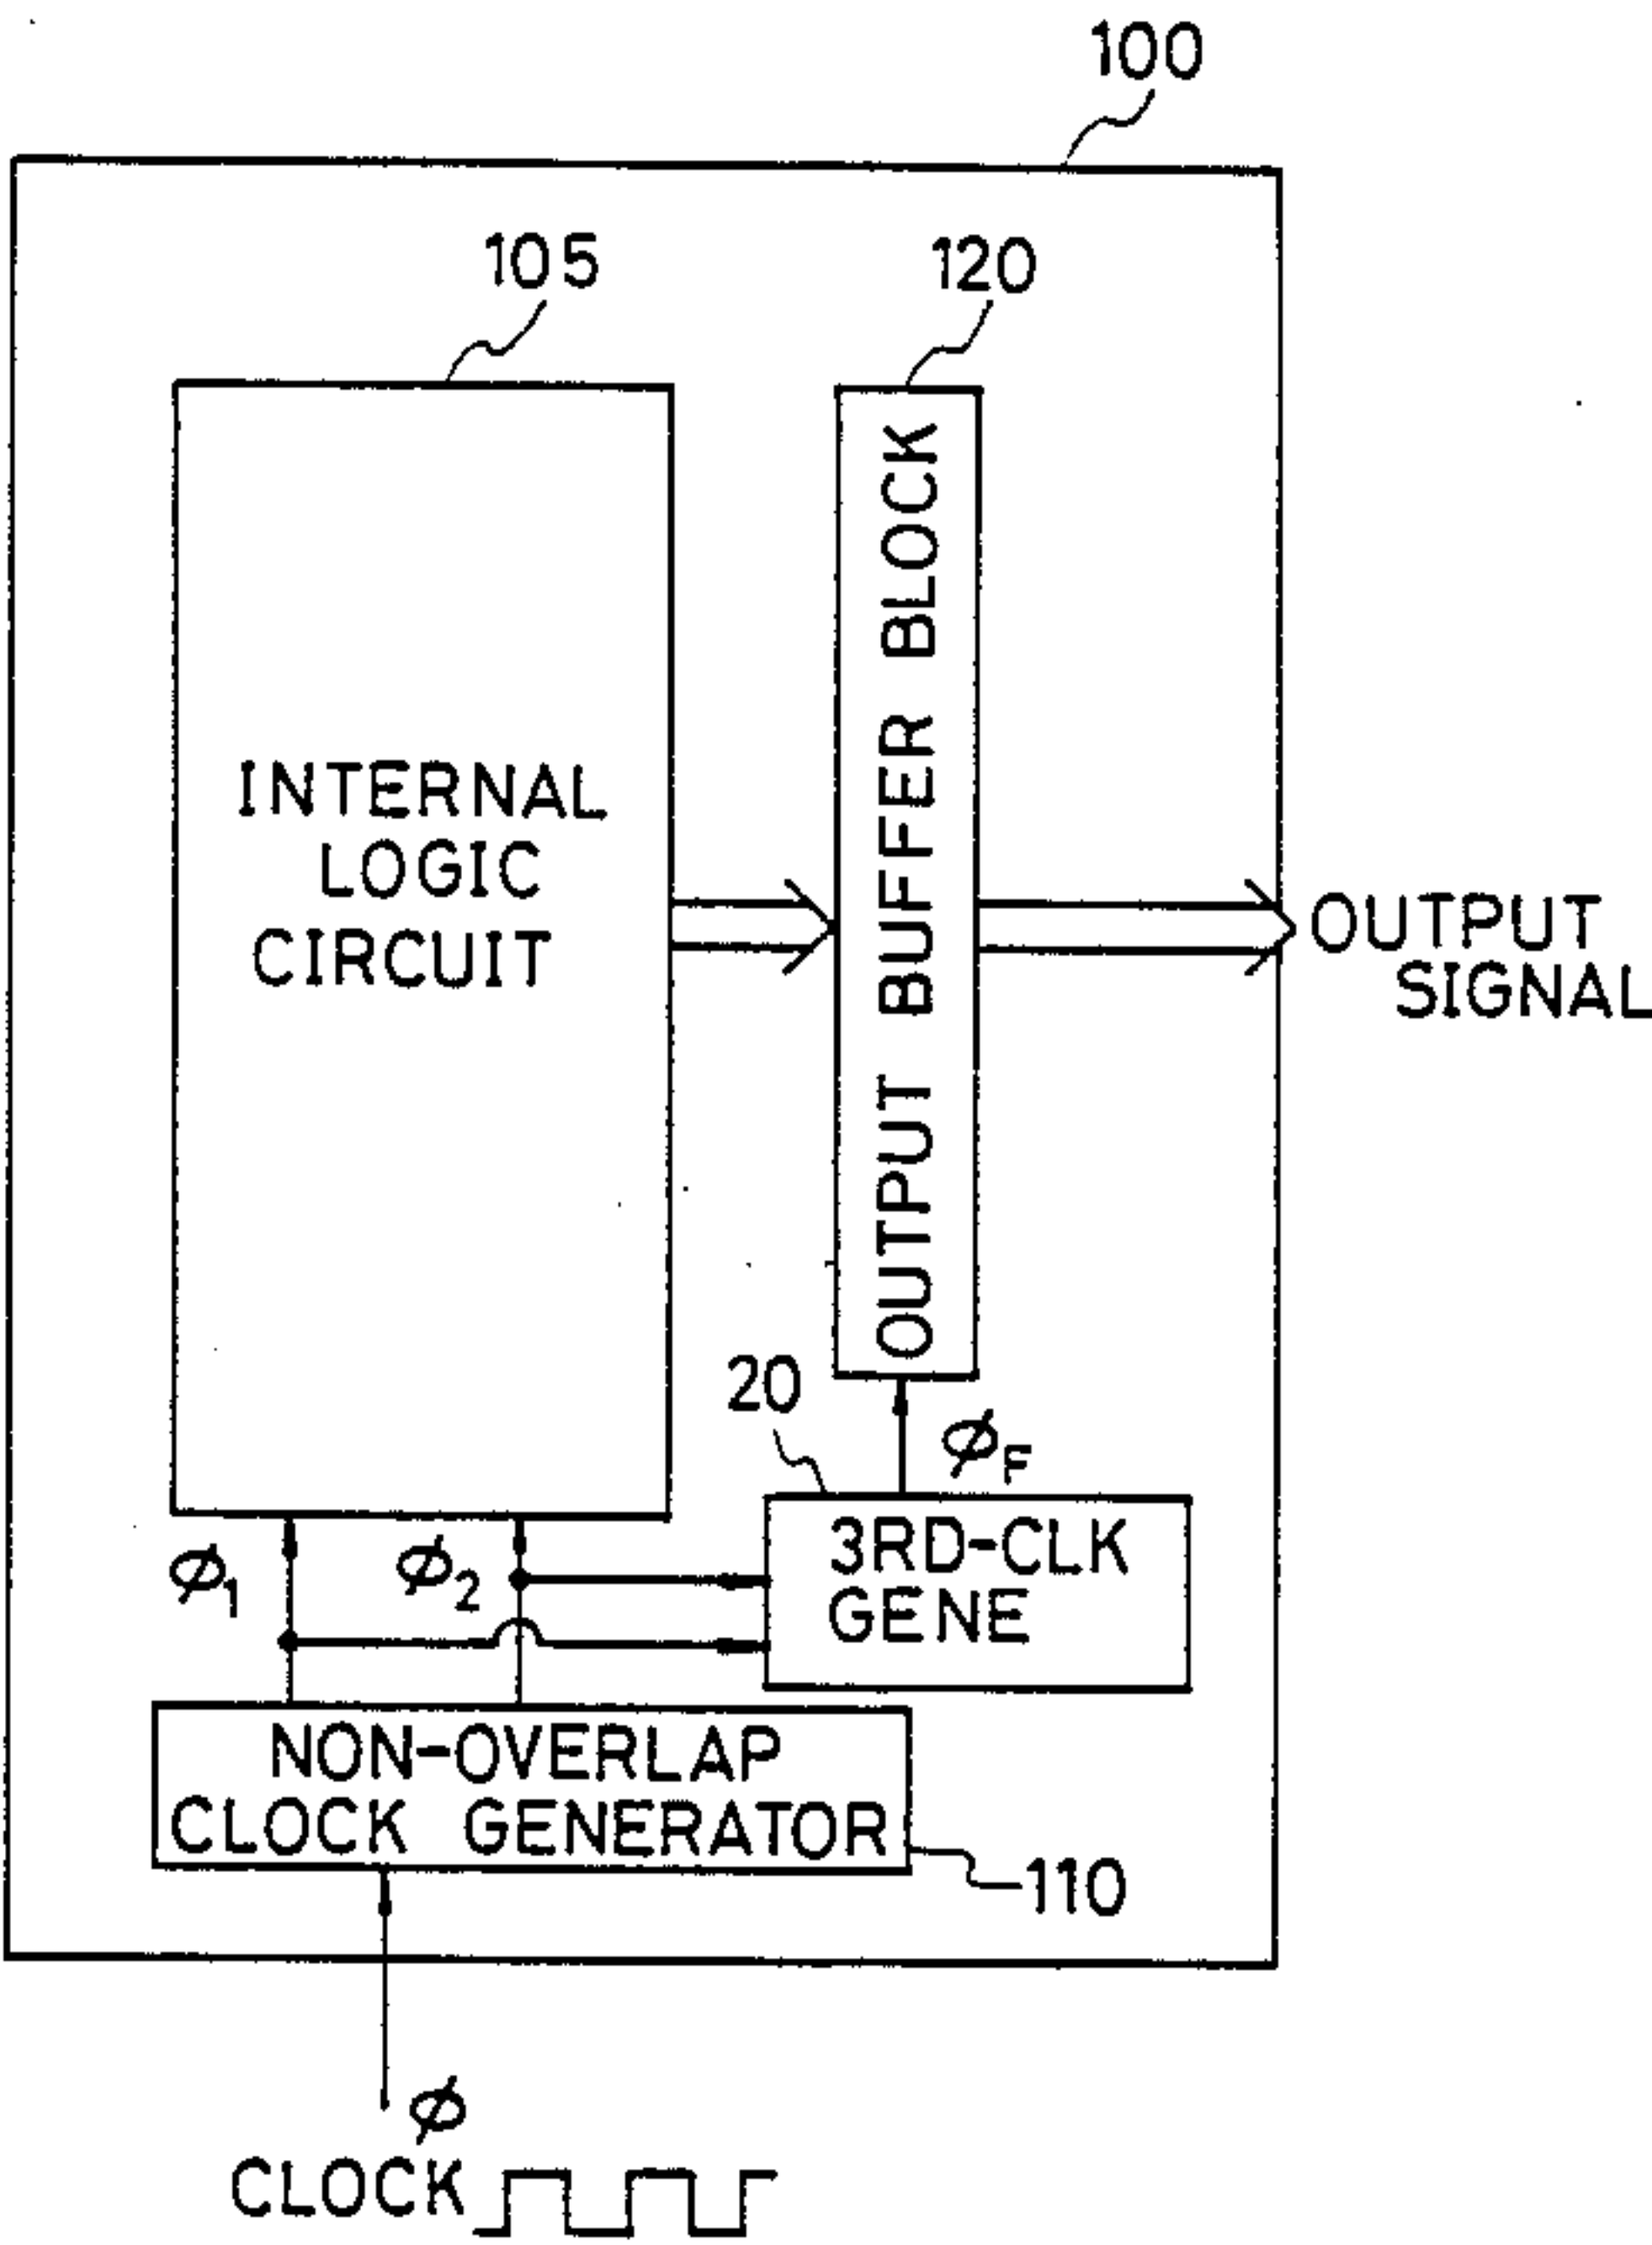 100
105
120
INTERNAL
LOGIC
CIRCUIT
OUTPUT BUFFER BLOCK
OUTPUT
SIGNAL
20
ϕF
ϕ1
ϕ2
3RD-CLK
GENE
NON-OVERLAP
CLOCK GENERATOR
110
ϕ
CLOCK